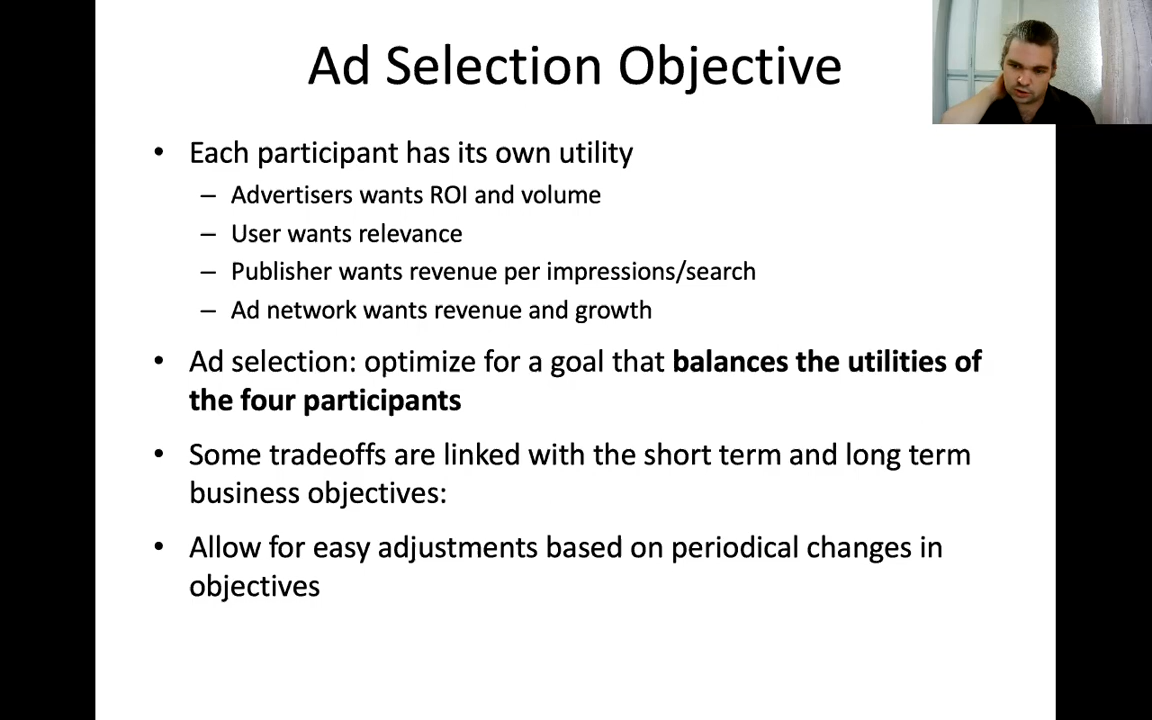 Ad Selection Objective
• Each participant has its own utility
– Advertisers wants ROI and volume
– User wants relevance
– Publisher wants revenue per impressions/search
– Ad network wants revenue and growth
• Ad selection: optimize for a goal that balances the utilities of
the four participants
• Some tradeoffs are linked with the short term and long term
business objectives:
• Allow for easy adjustments based on periodical changes in
objectives